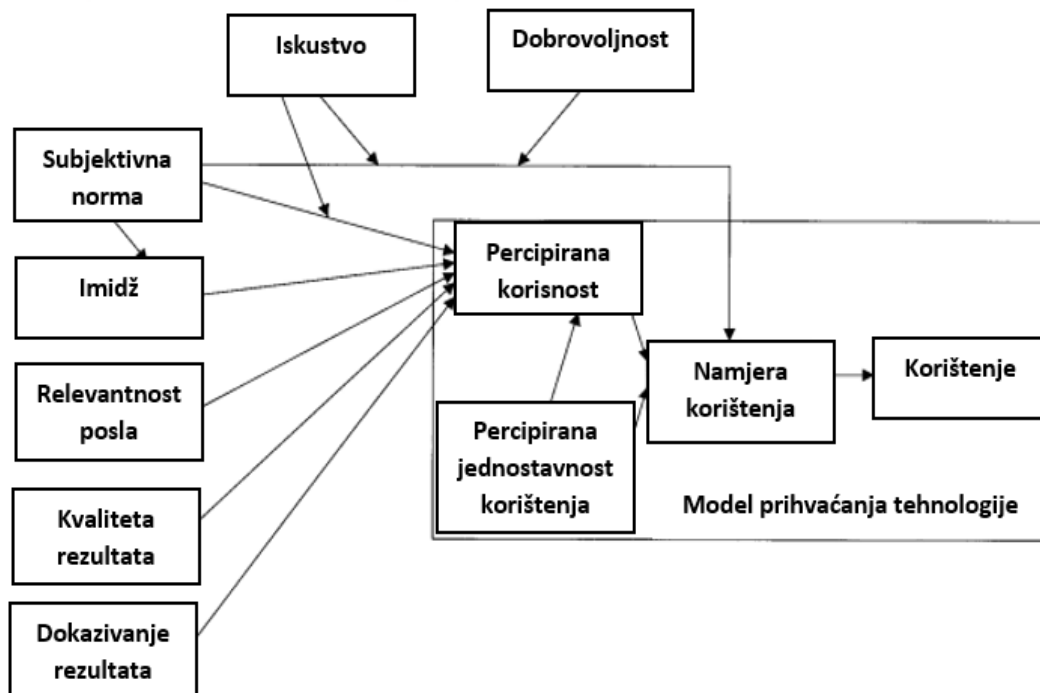 Iskustvo
Dobrovoljnost
Subjektivna
norma
Imidž
Percipirana
korisnost
Relevantnost
posla
Namjera
korištenja
Korištenje
Percipirana
jednostavnost
korištenja
Model prihvaćanja tehnologije
Kvaliteta
rezultata
Dokazivanje
rezultata